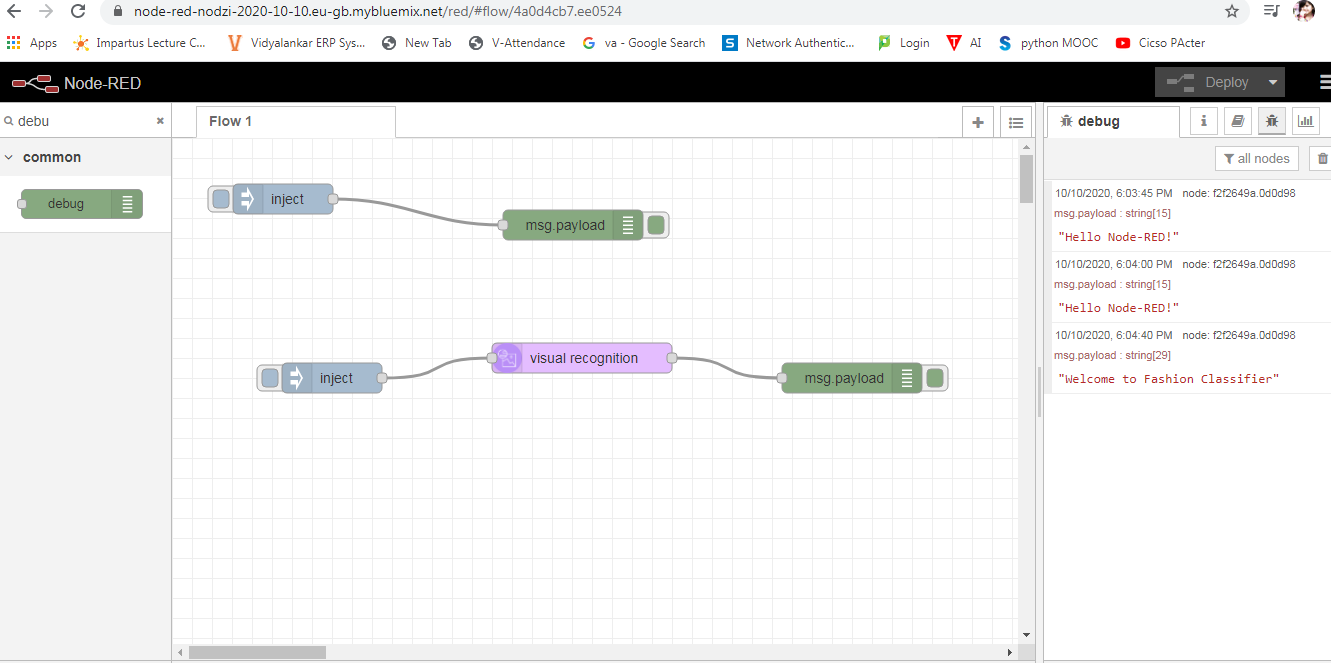 node-red-nodzi-2020-10-10.eu-gb.mybluemix.net/red/#flow/4a0d4cb7.ee0524
Apps Impartus Lecture C... Vidyalankar ERP Sys... New Tab V-Attendance va - Google Search Network Authentic... Login AI python MOOC Cicso PActer
Node-RED Deploy
debu × Flow 1 + debug i
common
all nodes
debug
inject
msg.payload
inject
visual recognition
msg.payload
10/10/2020, 6:03:45 PM node: f2f2649a.0d0d98
msg.payload : string[15]
"Hello Node-RED!"
10/10/2020, 6:04:00 PM node: f2f2649a.0d0d98
msg.payload : string[15]
"Hello Node-RED!"
10/10/2020, 6:04:40 PM node: f2f2649a.0d0d98
msg.payload : string[29]
"Welcome to Fashion Classifier"